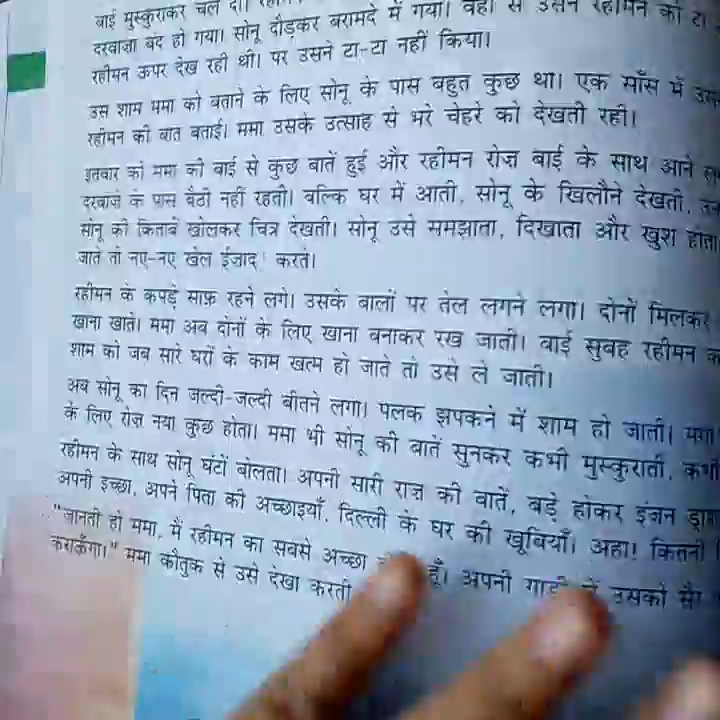 बाई मुस्कुराकर चल दी।
दरवाज़ा बंद हो गया। सोनू दौड़कर बरामदे में गया। वहाँ से उसने रहीमन को टा
रहीमन ऊपर देख रही थी। पर उसने टा-टा नहीं किया।
उस शाम ममा को बताने के लिए सोनू के पास बहुत कुछ था। एक साँस में
रहीमन की बात बताई। ममा उसके उत्साह से भरे चेहरे को देखती रही।
इतवार को ममा की बाई से कुछ बातें हुईं और रहीमन रोज़ बाई के साथ आने
दरवाज़े के पास बैठी नहीं रहती। बल्कि घर में आती, सोनू के खिलौने देखती,
सोनू की किताबें खोलकर चित्र देखती। सोनू उसे समझाता, दिखाता और खुश होता
जाते तो नए-नए खेल ईजाद करते।
रहीमन के कपड़े साफ़ रहने लगे। उसके बालों पर तेल लगने लगा। दोनों मिलकर
खाना खाते। ममा अब दोनों के लिए खाना बनाकर रख जाती। बाई सुबह रहीमन
शाम को जब सारे घरों के काम खत्म हो जाते तो उसे ले जाती।
अब सोनू का दिन जल्दी-जल्दी बीतने लगा। पलक झपकने में शाम हो जाती। ममा
के लिए रोज़ नया कुछ होता। ममा भी सोनू की बातें सुनकर कभी मुस्कुराती, कभी
रहीमन के साथ सोनू घंटों बोलता। अपनी सारी राज़ की बातें, बड़े होकर इंजन
अपनी इच्छा, अपने पिता की अच्छाइयाँ, दिल्ली के घर की खूबियाँ। अहा! कितनी
"जानती हो ममा, मैं रहीमन का सबसे अच्छा हूँ। अपनी गाड़ी में उसको सैर
कराऊँगा।" ममा कौतुक से उसे देखा करती